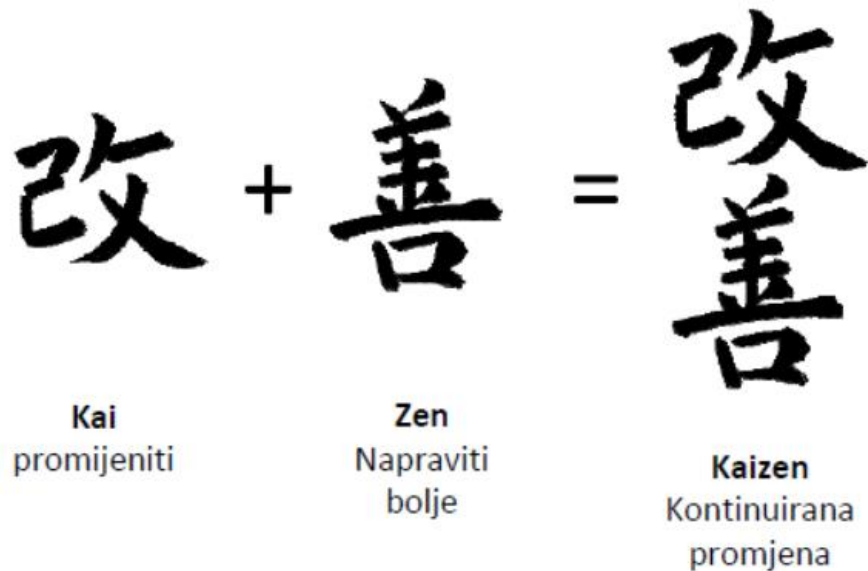 改 + 善 = 改善
Kai
promijeniti
Zen
Napraviti
bolje
Kaizen
Kontinuirana
promjena